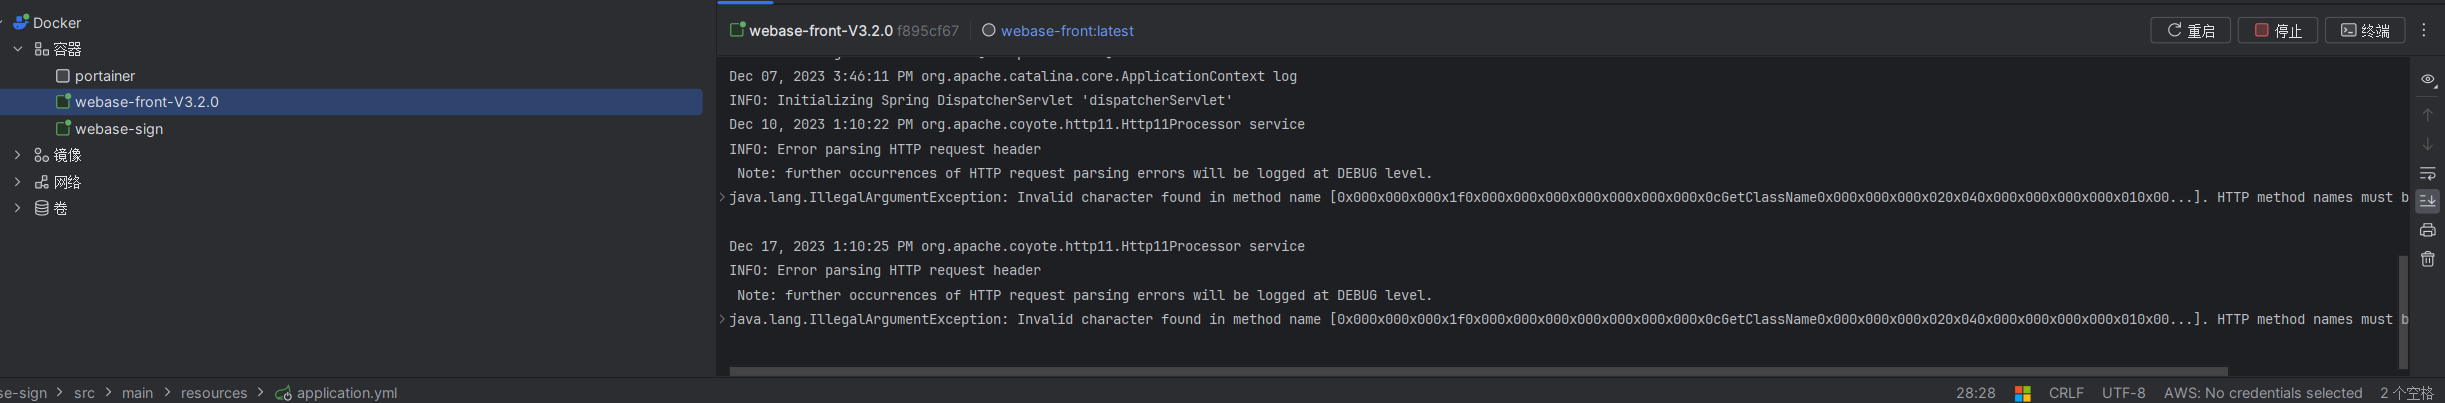 Docker
容器
portainer
webase-front-V3.2.0
webase-sign
镜像
网络
卷
webase-front-V3.2.0 f895cf67 webase-front:latest
重启 停止 终端
Dec 07, 2023 3:46:11 PM org.apache.catalina.core.ApplicationContext log
INFO: Initializing Spring DispatcherServlet 'dispatcherServlet'
Dec 10, 2023 1:10:22 PM org.apache.coyote.http11.Http11Processor service
INFO: Error parsing HTTP request header
Note: further occurrences of HTTP request parsing errors will be logged at DEBUG level.
java.lang.IllegalArgumentException: Invalid character found in method name [0x000x000x000x1f0x000x000x000x000x000x000x000x0cGetClassName0x000x000x000x020x040x000x000x000x000x010x00...]. HTTP method names must b
Dec 17, 2023 1:10:25 PM org.apache.coyote.http11.Http11Processor service
INFO: Error parsing HTTP request header
Note: further occurrences of HTTP request parsing errors will be logged at DEBUG level.
java.lang.IllegalArgumentException: Invalid character found in method name [0x000x000x000x1f0x000x000x000x000x000x000x000x0cGetClassName0x000x000x000x020x040x000x000x000x000x010x00...]. HTTP method names must b
se-sign > src > main > resources > application.yml
28:28 CRLF UTF-8 AWS: No credentials selected 2 个空格